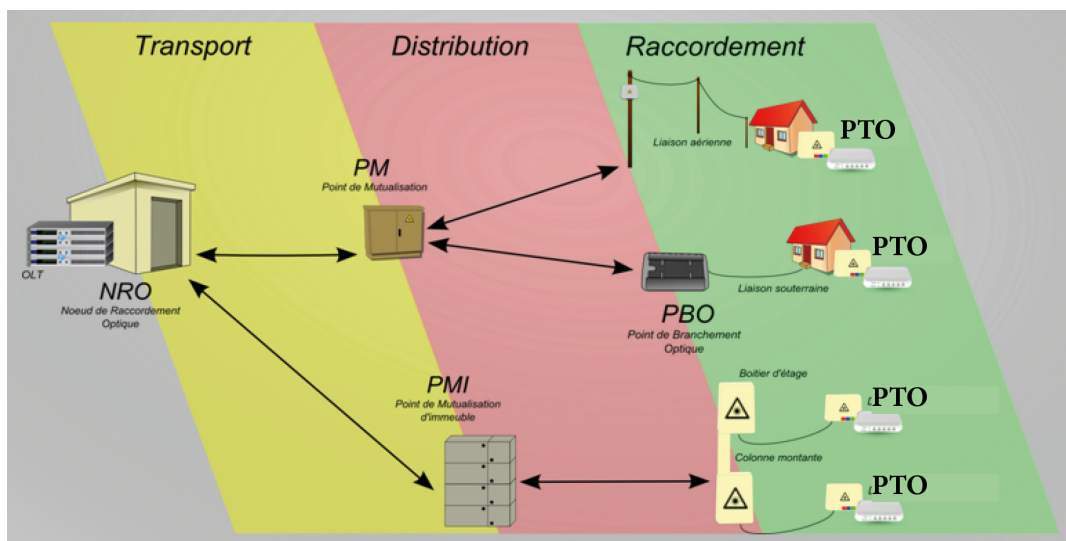 Transport
Distribution
Raccordement
PTO
Liaison aérienne
PM
Point de Mutualisation
PTO
OLT
NRO
Noeud de Raccordement
Optique
Liaison souterraine
PBO
Point de Branchement
Optique
PMI
Point de Mutualisation
d'immeuble
Boitier d'étage
PTO
Colonne montante
PTO